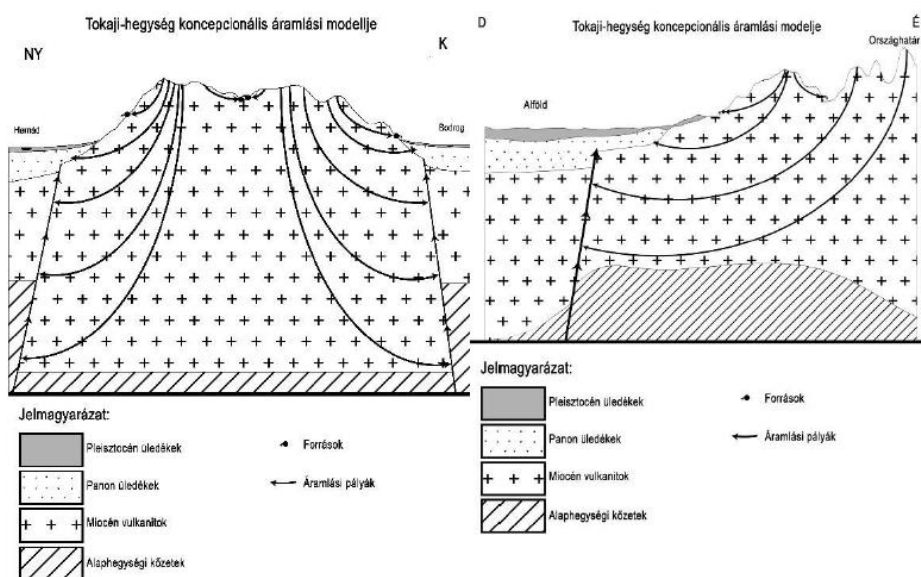 Tokaji-hegység koncepcionális áramlási modellje
NY
K
Hernád
Bodrog
Jelmagyarázat:
Pleisztocén üledékek
Panon üledékek
Miocén vulkanitok
Alaphegységi kőzetek
Források
Áramlási pályák
D
Tokaji-hegység koncepcionális áramlási modelje
É
Országhatár
Alföld
Jelmagyarázat:
Pleisztocén üledékek
Panon üledékek
Miocén vulkanitok
Alaphegységi kőzetek
Források
Áramlási pályák